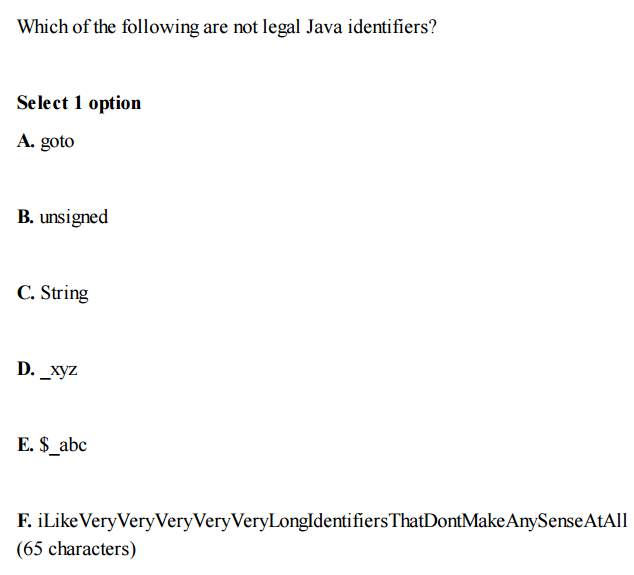 Which of the following are not legal Java identifiers?
Select 1 option
A. goto
B. unsigned
C. String
D. _xyz
E. $_abc
F. iLikeVeryVeryVeryVeryVeryLongIdentifiersThatDontMakeAnySenseAtAll
(65 characters)